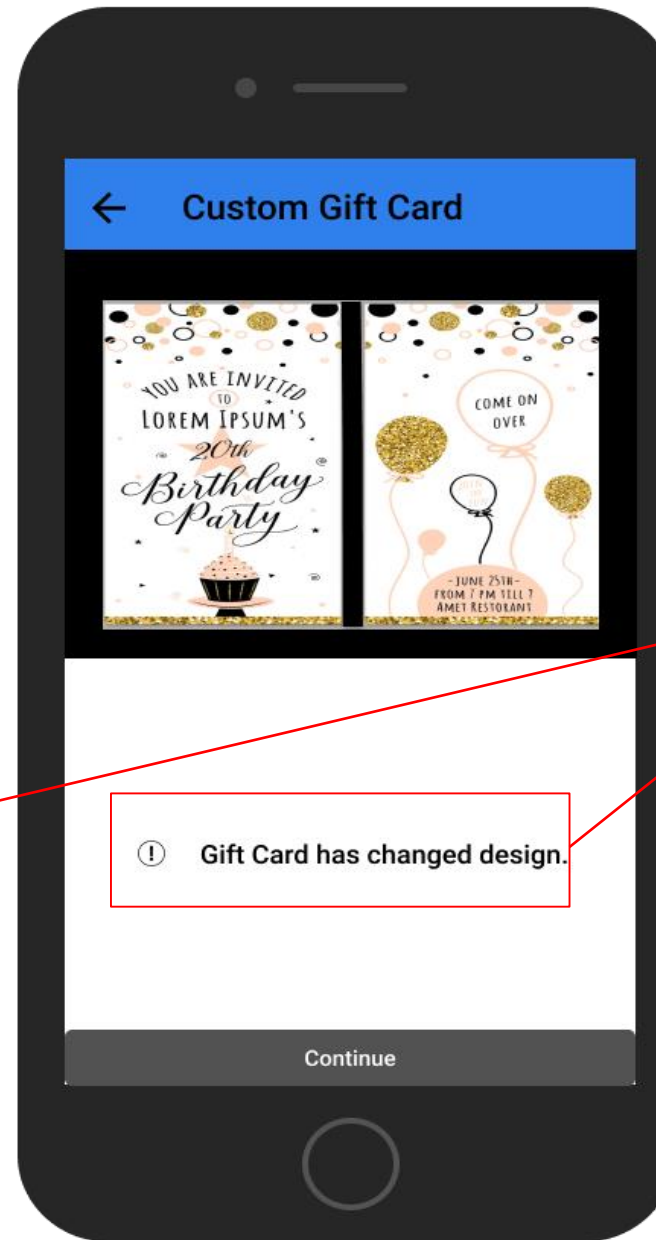 Custom Gift Card
YOU ARE INVITED
TO
LOREM IPSUM'S
20th
Birthday
Party
COME ON
OVER
JOIN
-JUNE 25TH-
FROM 7 PM TILL ?
AMET RESTORANT
Gift Card has changed design.
Continue